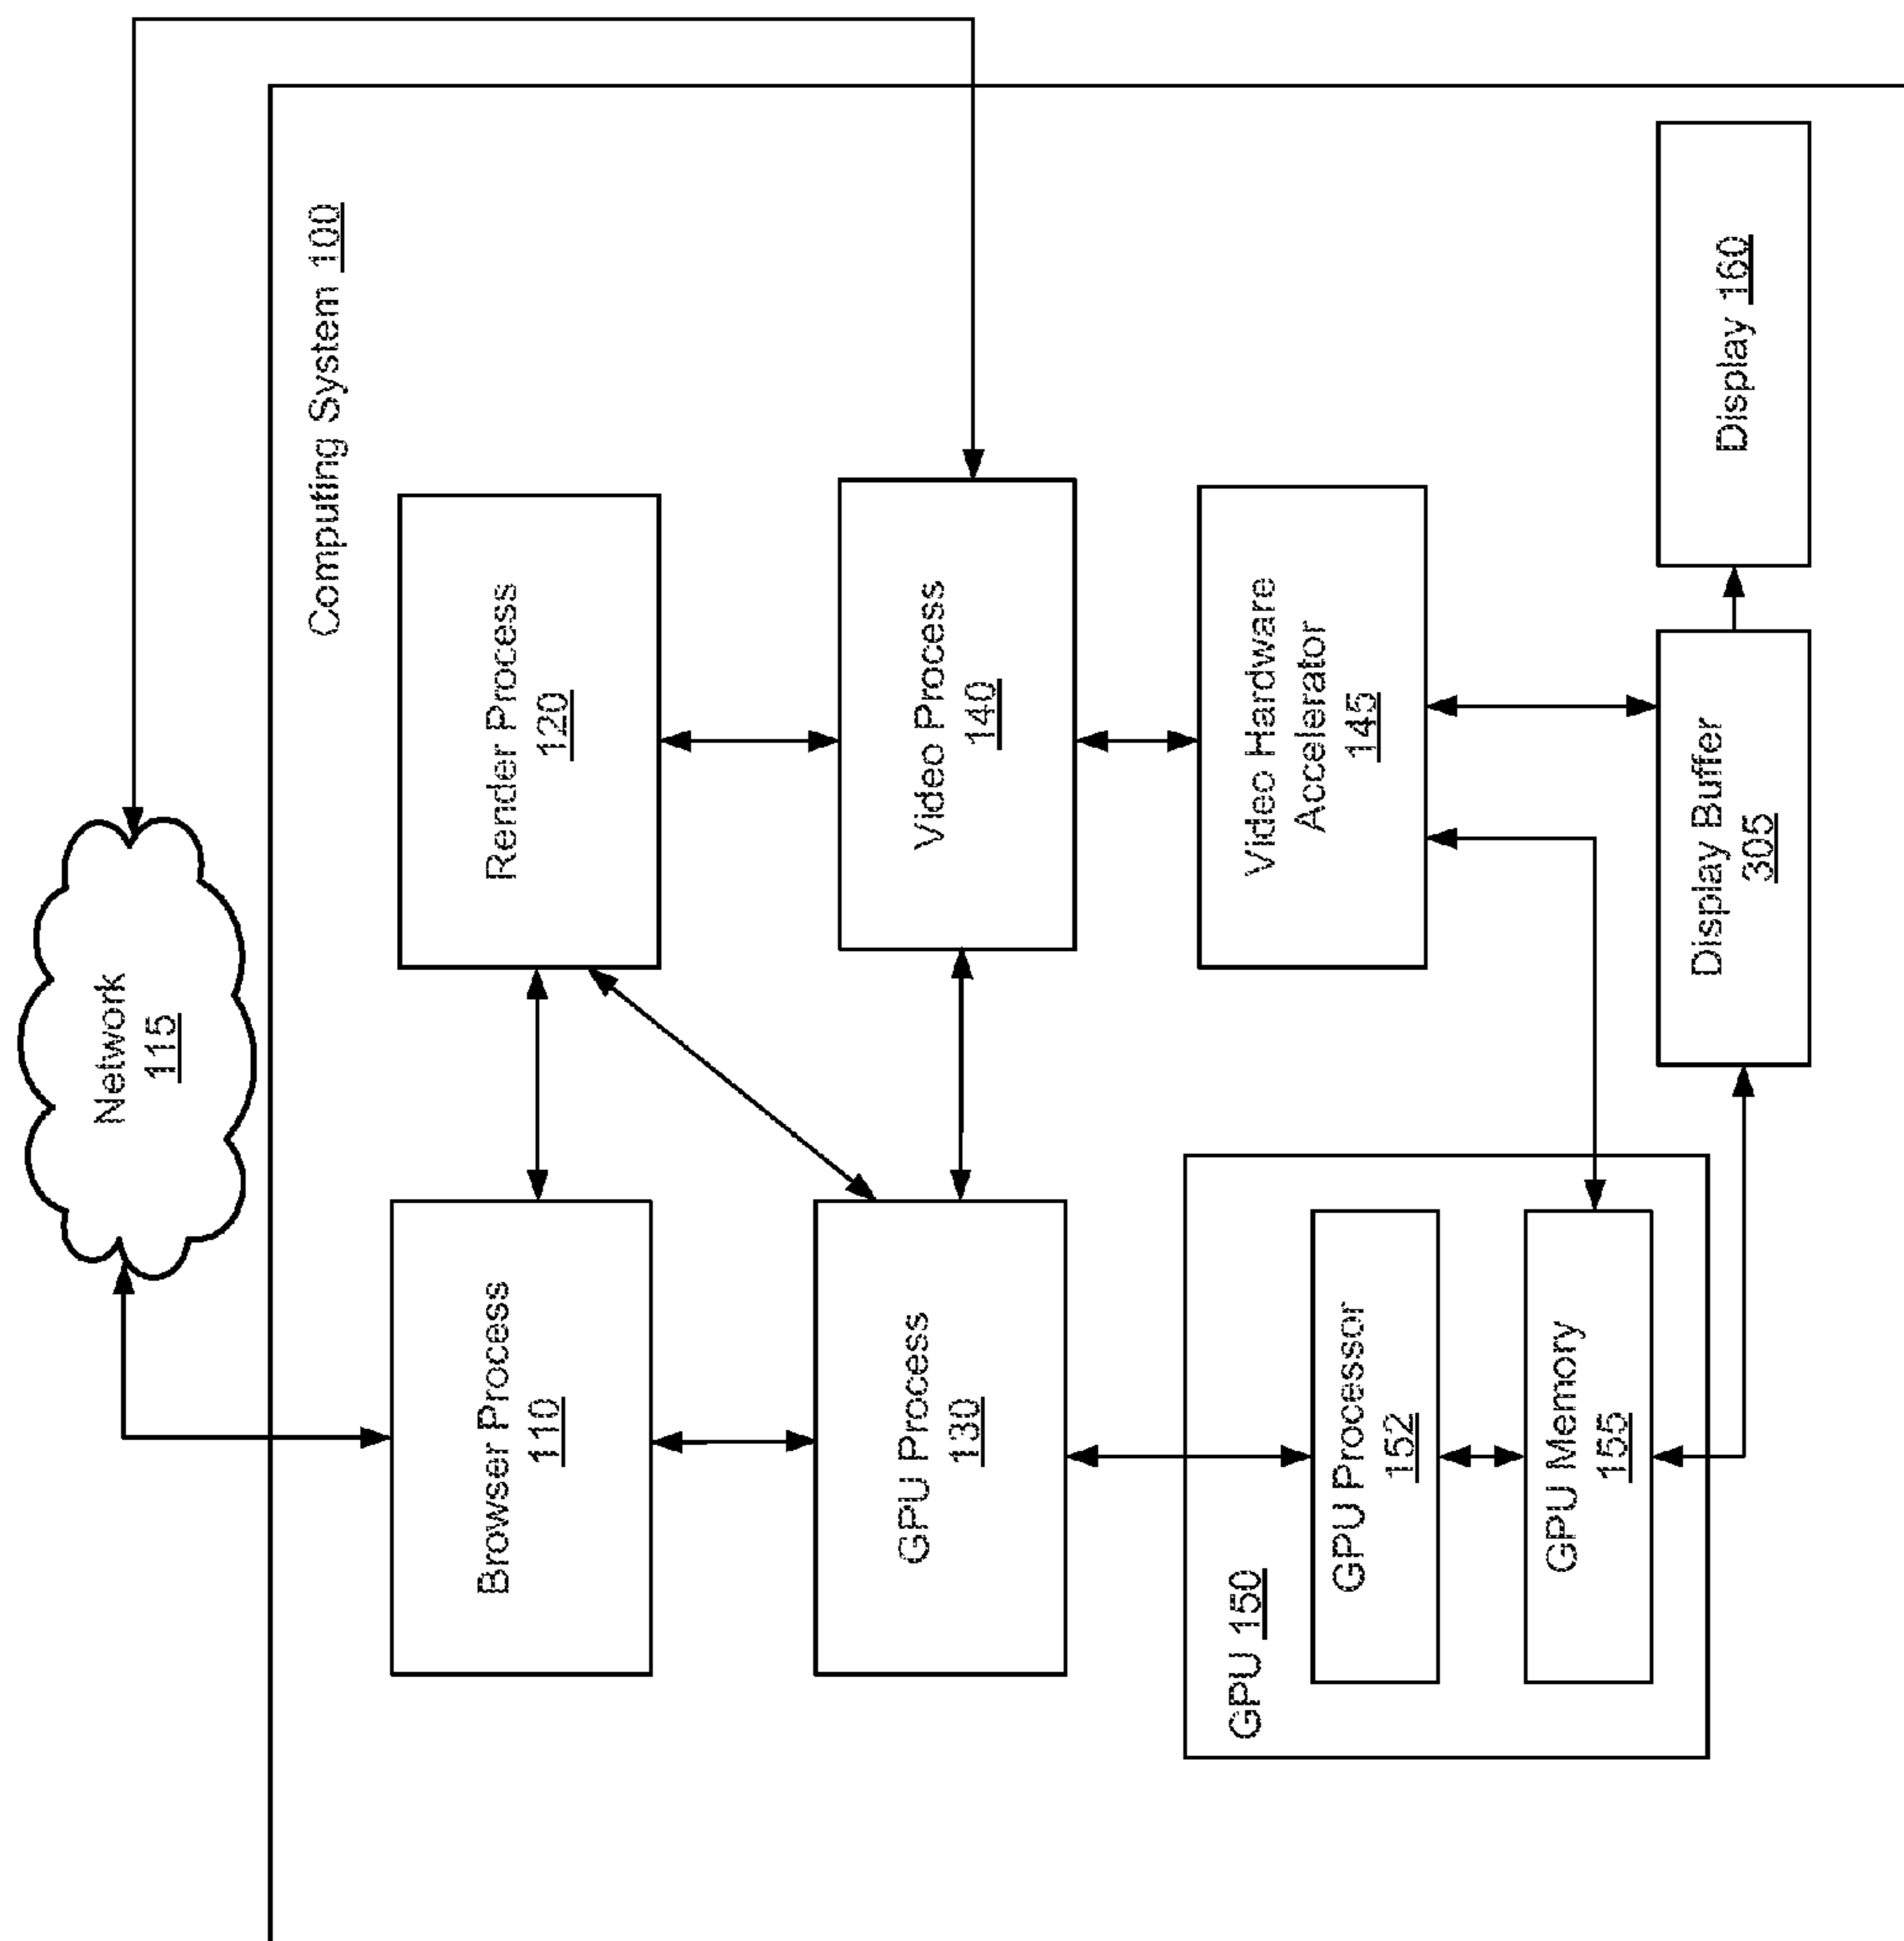 Network
115
Computing System 100
Browser Process
110
Render Process
120
GPU Process
130
Video Process
140
GPU 150
GPU Processor
152
GPU Memory
155
Video Hardware
Accelerator
145
Display Buffer
305
Display 160